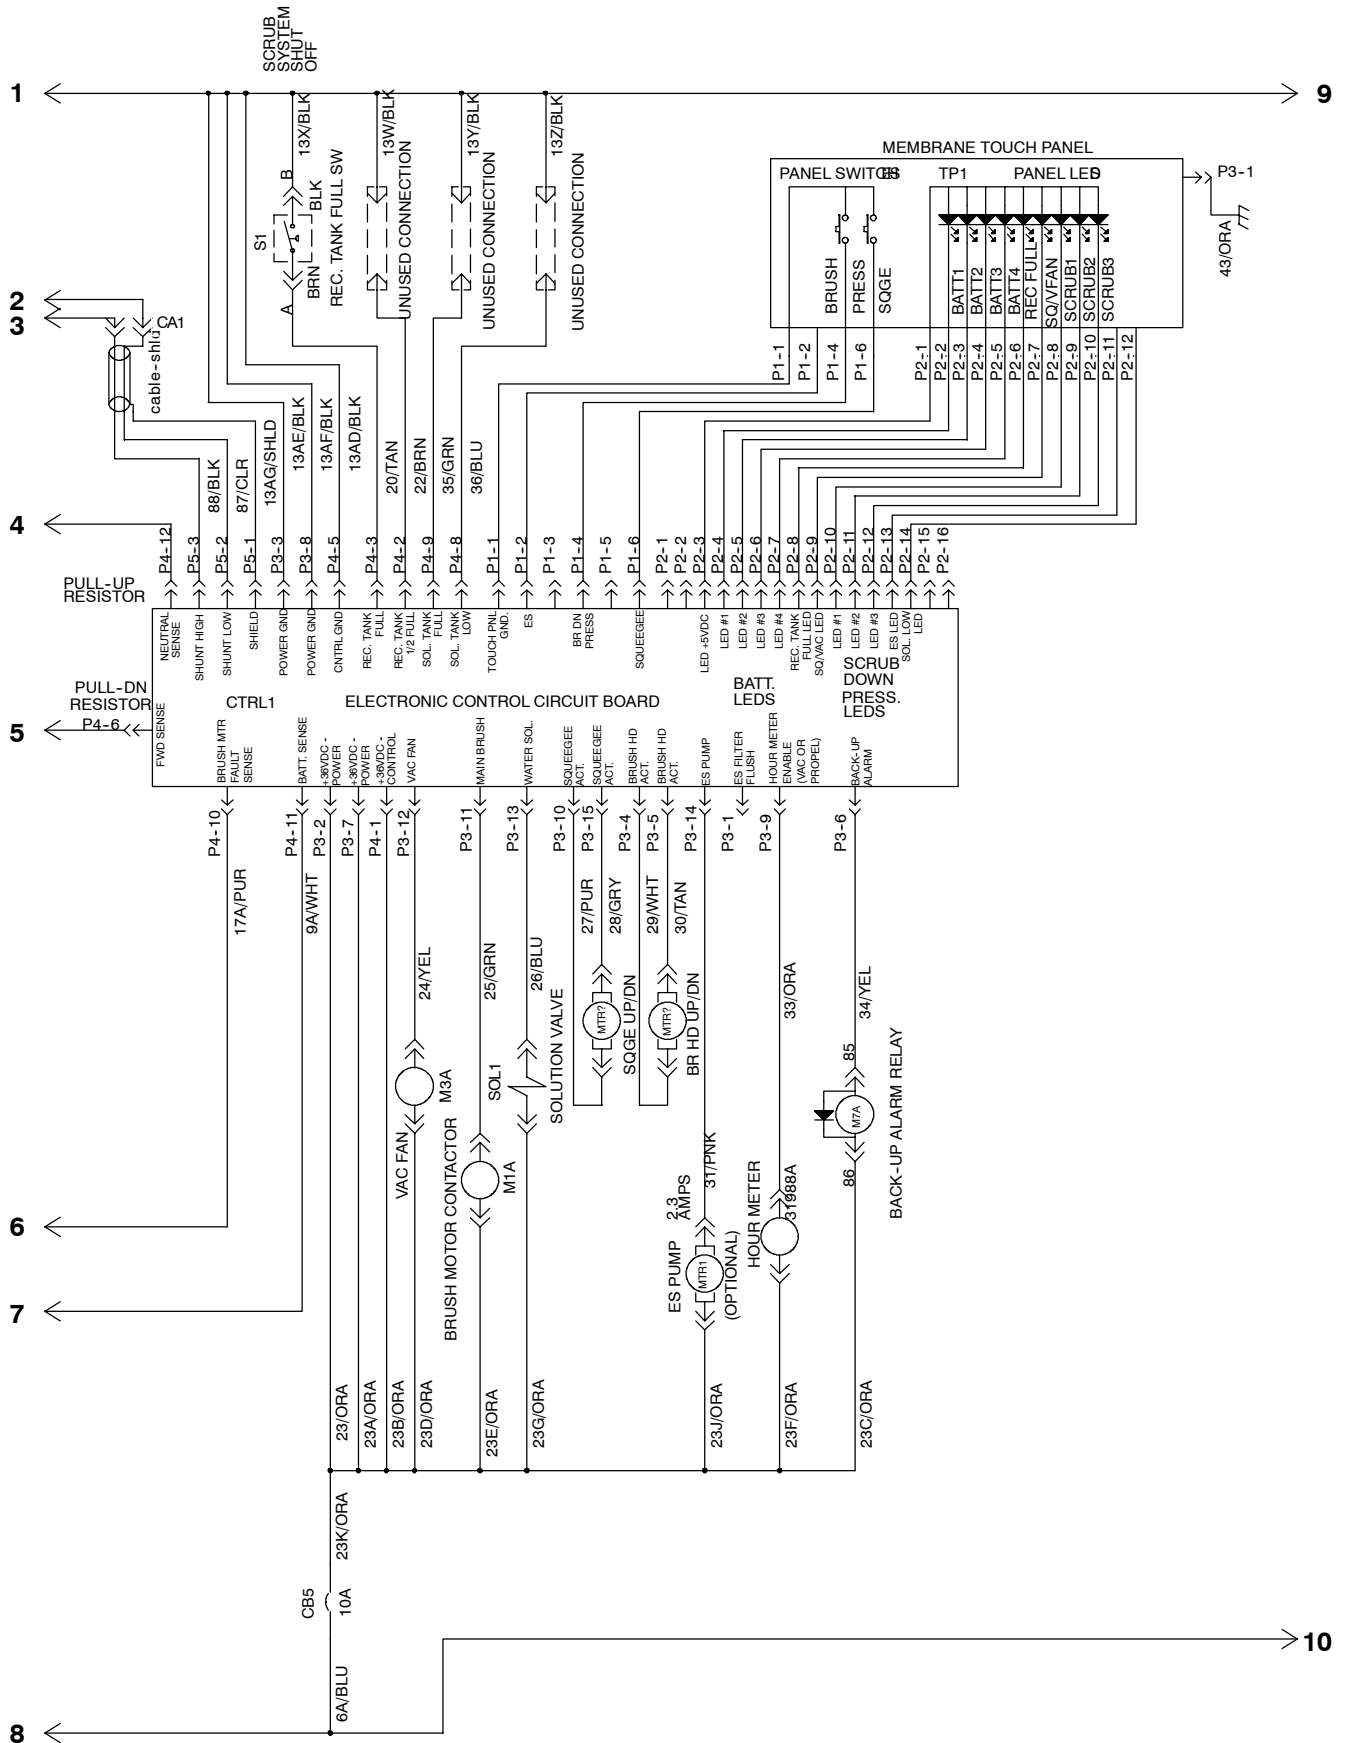 SCRUB
SYSTEM
SHUT
OFF
1
9
13X/BLK
13W/BLK
13Y/BLK
13Z/BLK
B
BLK
S1
REC. TANK FULL SW
BRN
A
UNUSED CONNECTION
UNUSED CONNECTION
UNUSED CONNECTION
MEMBRANE TOUCH PANEL
PANEL SWITCH
TP1
PANEL LEDS
P3-1
43/ORA
BRUSH
PRESS
SQGE
BATT1
BATT2
BATT3
BATT4
REC FULL
SQ/VFAN
SCRUB1
SCRUB2
SCRUB3
2
3
CA1
cable-shld
P1-1
P1-2
P1-4
P1-6
P2-1
P2-2
P2-3
P2-4
P2-5
P2-6
P2-7
P2-8
P2-9
P2-10
P2-11
P2-12
88/BLK
87/CLR
13AG/SHLD
13AE/BLK
13AF/BLK
13AD/BLK
20/TAN
22/BRN
35/GRN
36/BLU
4
P4-12
P5-3
P5-2
P5-1
P3-3
P3-8
P4-5
P4-3
P4-2
P4-9
P4-8
P1-1
P1-2
P1-3
P1-4
P1-5
P1-6
P2-1
P2-2
P2-3
P2-4
P2-5
P2-6
P2-7
P2-8
P2-9
P2-10
P2-11
P2-12
P2-13
P2-14
P2-15
P2-16
PULL-UP
RESISTOR
NEUTRAL
SENSE
SHUNT HIGH
SHUNT LOW
SHIELD
POWER GND
POWER GND
CNTRL GND
REC. TANK
FULL
REC. TANK
1/2 FULL
SOL. TANK
FULL
SOL. TANK
LOW
TOUCH PNL
GND.
ES
BR DN
PRESS
SQUEEGEE
LED +5VDC
LED #1
LED #2
LED #3
LED #4
REC. TANK
FULL LED
SQ/VAC LED
LED #1
LED #2
LED #3
ES LED
SOL. LOW
LED
PULL-DN
RESISTOR
CTRL1
ELECTRONIC CONTROL CIRCUIT BOARD
BATT.
LEDS
SCRUB
DOWN
PRESS.
LEDS
5
P4-6
FWD SENSE
BRUSH MTR
FAULT
SENSE
BATT. SENSE
+36VDC -
POWER
+36VDC -
POWER
+36VDC -
CONTROL
VAC FAN
MAIN BRUSH
WATER SOL.
SQUEEGEE
ACT.
SQUEEGEE
ACT.
BRUSH HD
ACT.
BRUSH HD
ACT.
ES PUMP
ES FILTER
FLUSH
HOUR METER
ENABLE
(VAC OR
PROPEL)
BACK-UP
ALARM
P4-10
P4-11
P3-2
P3-7
P4-1
P3-12
P3-11
P3-13
P3-10
P3-15
P3-4
P3-5
P3-14
P3-1
P3-9
P3-6
17A/PUR
9A/WHT
24/YEL
25/GRN
26/BLU
27/PUR
28/GRY
29/WHT
30/TAN
33/ORA
34/YEL
MTR?
SQGE UP/DN
MTR?
BR HD UP/DN
85
M7A
86
BACK-UP ALARM RELAY
M3A
VAC FAN
SOL1
SOLUTION VALVE
BRUSH MOTOR CONTACTOR
M1A
31/PNK
2.3
AMPS
ES PUMP
MTR1
(OPTIONAL)
HOUR METER
31988A
6
7
23/ORA
23A/ORA
23B/ORA
23D/ORA
23E/ORA
23G/ORA
23J/ORA
23F/ORA
23C/ORA
23K/ORA
CB5
10A
6A/BLU
10
8